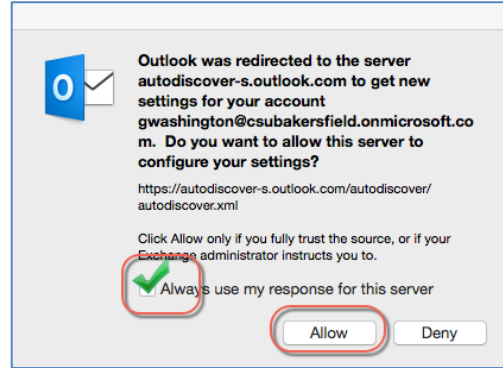 Outlook was redirected to the server
autodiscover-s.outlook.com to get new
settings for your account
gwashington@csubakersfield.onmicrosoft.co
m.  Do you want to allow this server to
configure your settings?
https://autodiscover-s.outlook.com/autodiscover/
autodiscover.xml
Click Allow only if you fully trust the source, or if your
Exchange administrator instructs you to.
Always use my response for this server
Allow Deny